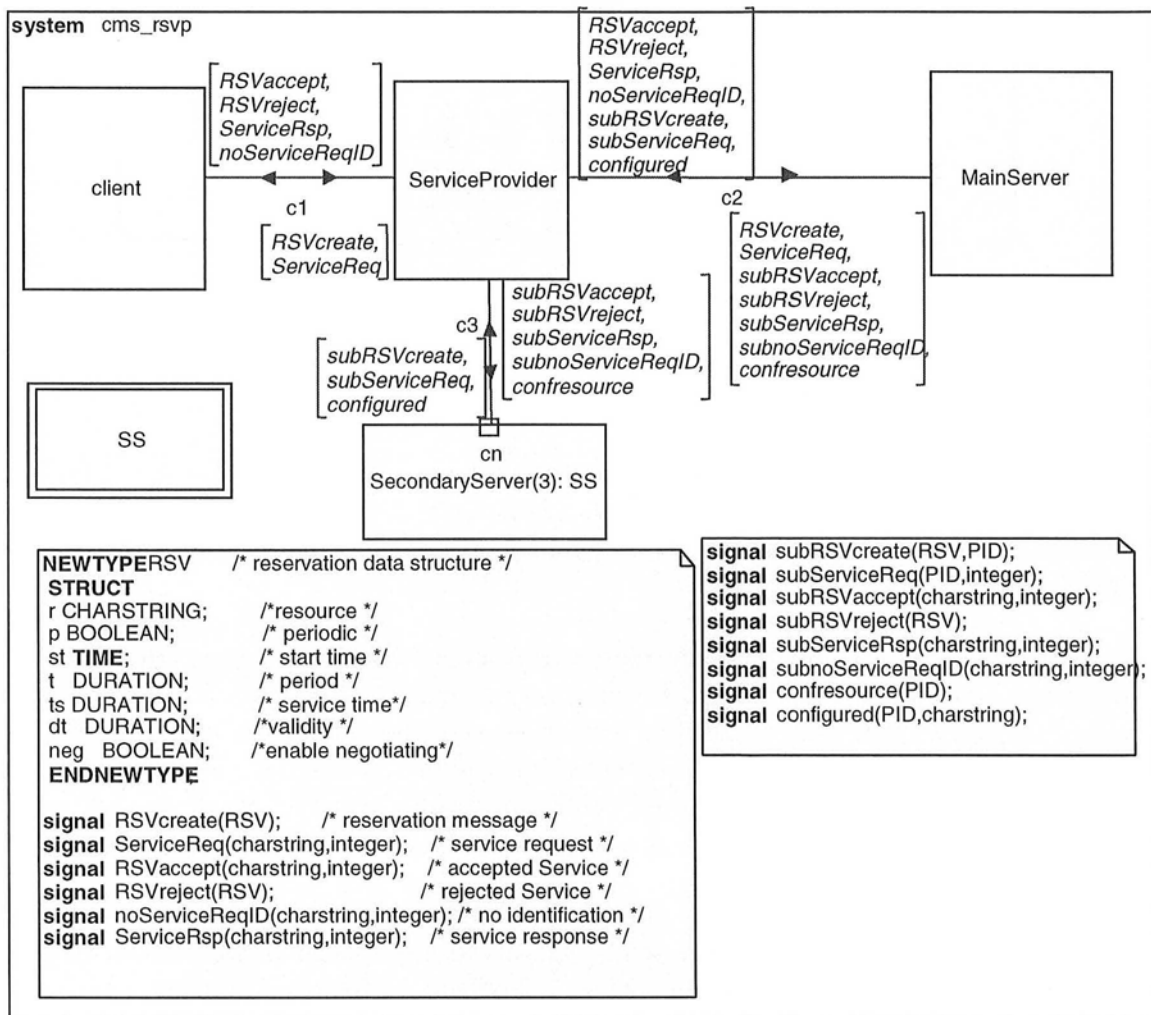 system cms_rsvp
RSVaccept,
RSVreject,
ServiceRsp,
noServiceReqID
client
c1
RSVcreate,
ServiceReq
ServiceProvider
RSVaccept,
RSVreject,
ServiceRsp,
noServiceReqID,
subRSVcreate,
subServiceReq,
configured
c2
MainServer
RSVcreate,
ServiceReq,
subRSVaccept,
subRSVreject,
subServiceRsp,
subnoServiceReqID,
confresource
c3
subRSVaccept,
subRSVreject,
subServiceRsp,
subnoServiceReqID,
confresource
subRSVcreate,
subServiceReq,
configured
SS
cn
SecondaryServer(3): SS
NEWTYPERSV /* reservation data structure */
STRUCT
r CHARSTRING; /*resource */
p BOOLEAN; /* periodic */
st TIME; /* start time */
t DURATION; /* period */
ts DURATION; /* service time*/
dt DURATION; /*validity */
neg BOOLEAN; /*enable negotiating*/
ENDNEWTYPE;
signal RSVcreate(RSV); /* reservation message */
signal ServiceReq(charstring,integer); /* service request */
signal RSVaccept(charstring,integer); /* accepted Service */
signal RSVreject(RSV); /* rejected Service */
signal noServiceReqID(charstring,integer); /* no identification */
signal ServiceRsp(charstring,integer); /* service response */
signal subRSVcreate(RSV,PID);
signal subServiceReq(PID,integer);
signal subRSVaccept(charstring,integer);
signal subRSVreject(RSV);
signal subServiceRsp(charstring,integer);
signal subnoServiceReqID(charstring,integer);
signal confresource(PID);
signal configured(PID,charstring);